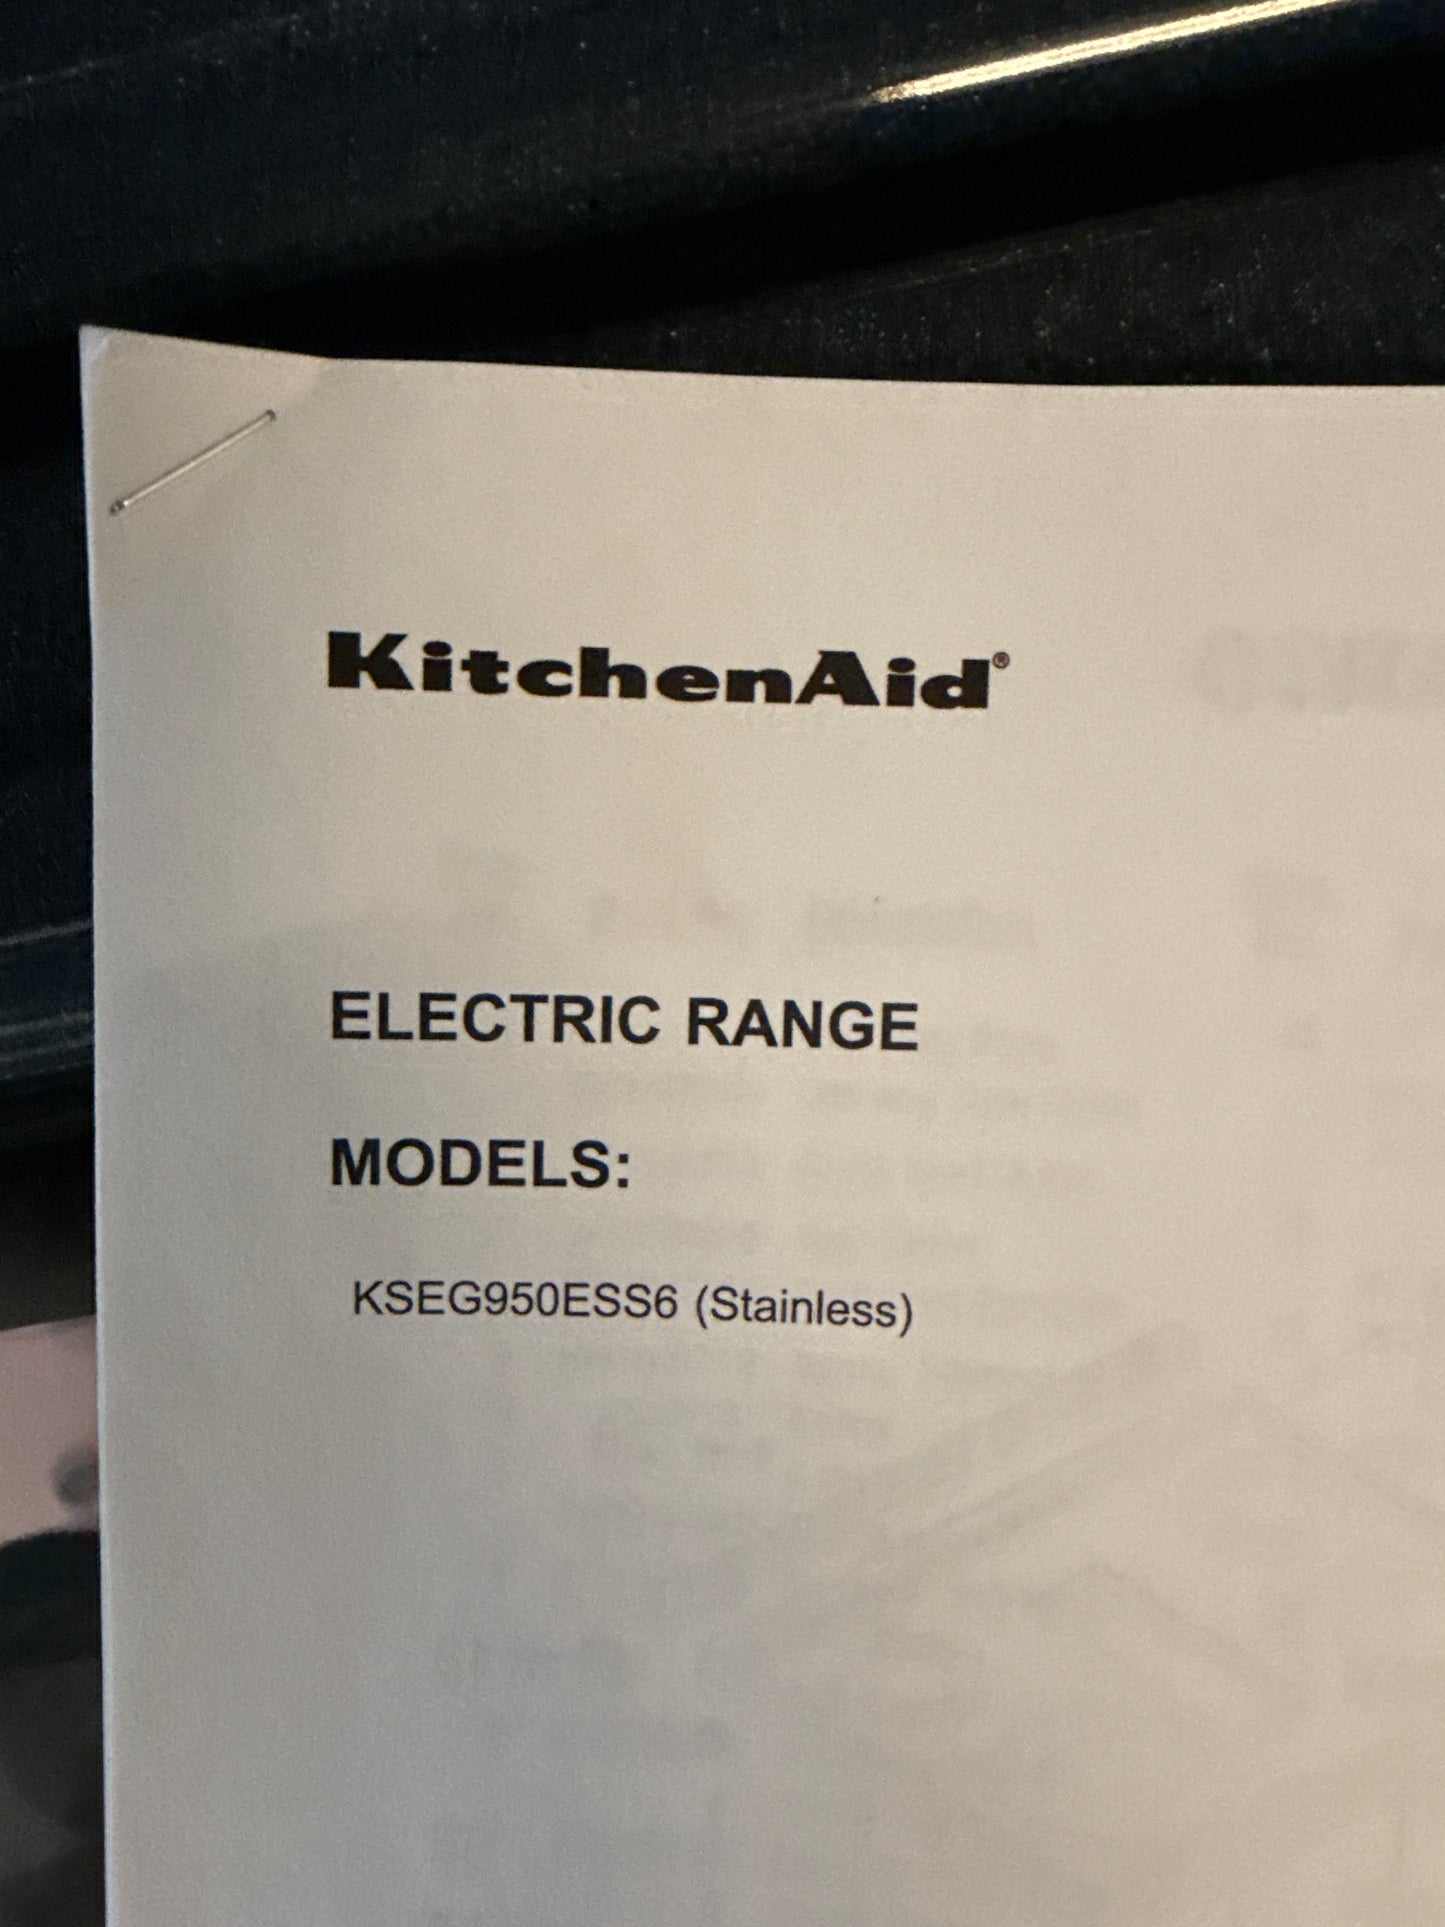 KitchenAid®
ELECTRIC RANGE
MODELS:
KSEG950ESS6 (Stainless)